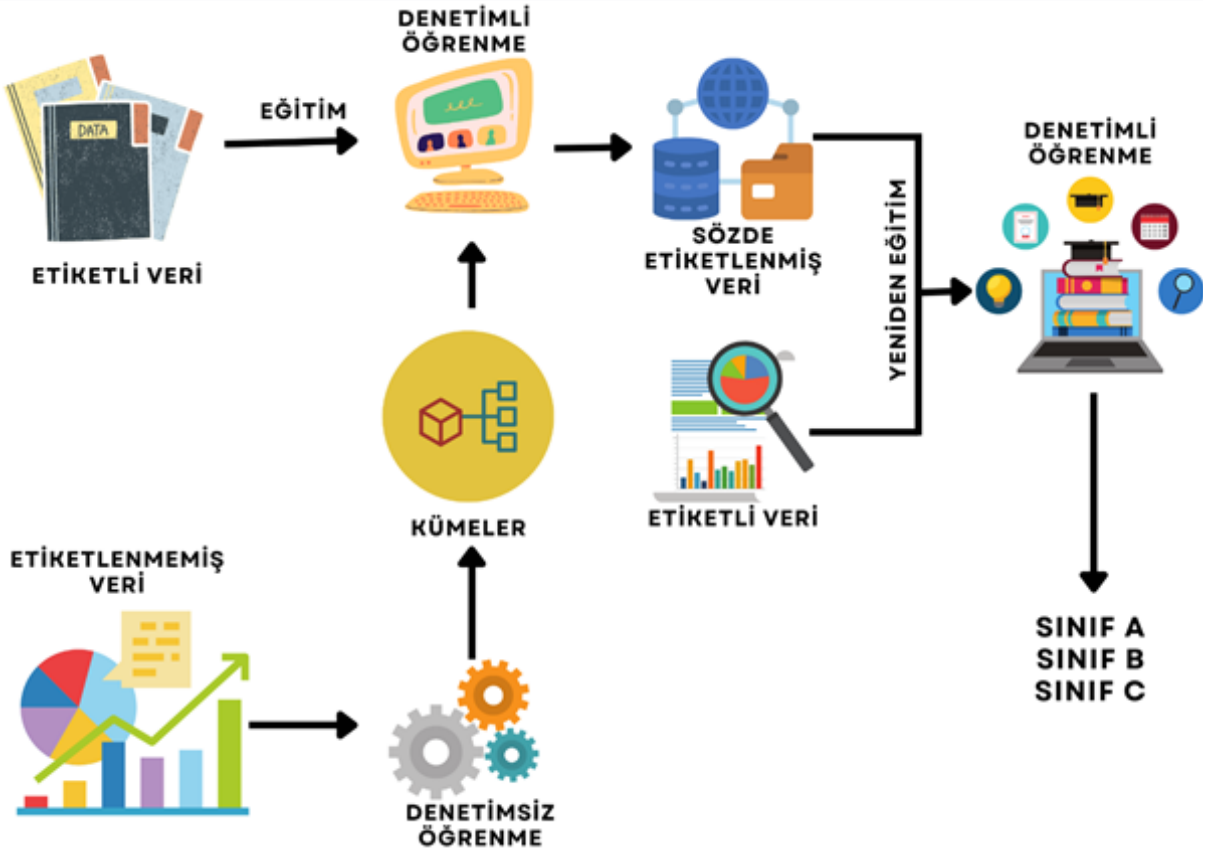 DENETİMLİ
ÖĞRENME
EĞİTİM
DATA
ETİKETLİ VERİ
SÖZDE
ETİKETLENMİŞ
VERİ
YENİDEN EĞİTİM
DENETİMLİ
ÖĞRENME
KÜMELER
ETİKETLİ VERİ
ETİKETLENMEMİŞ
VERİ
DENETİMSİZ
ÖĞRENME
SINIF A
SINIF B
SINIF C